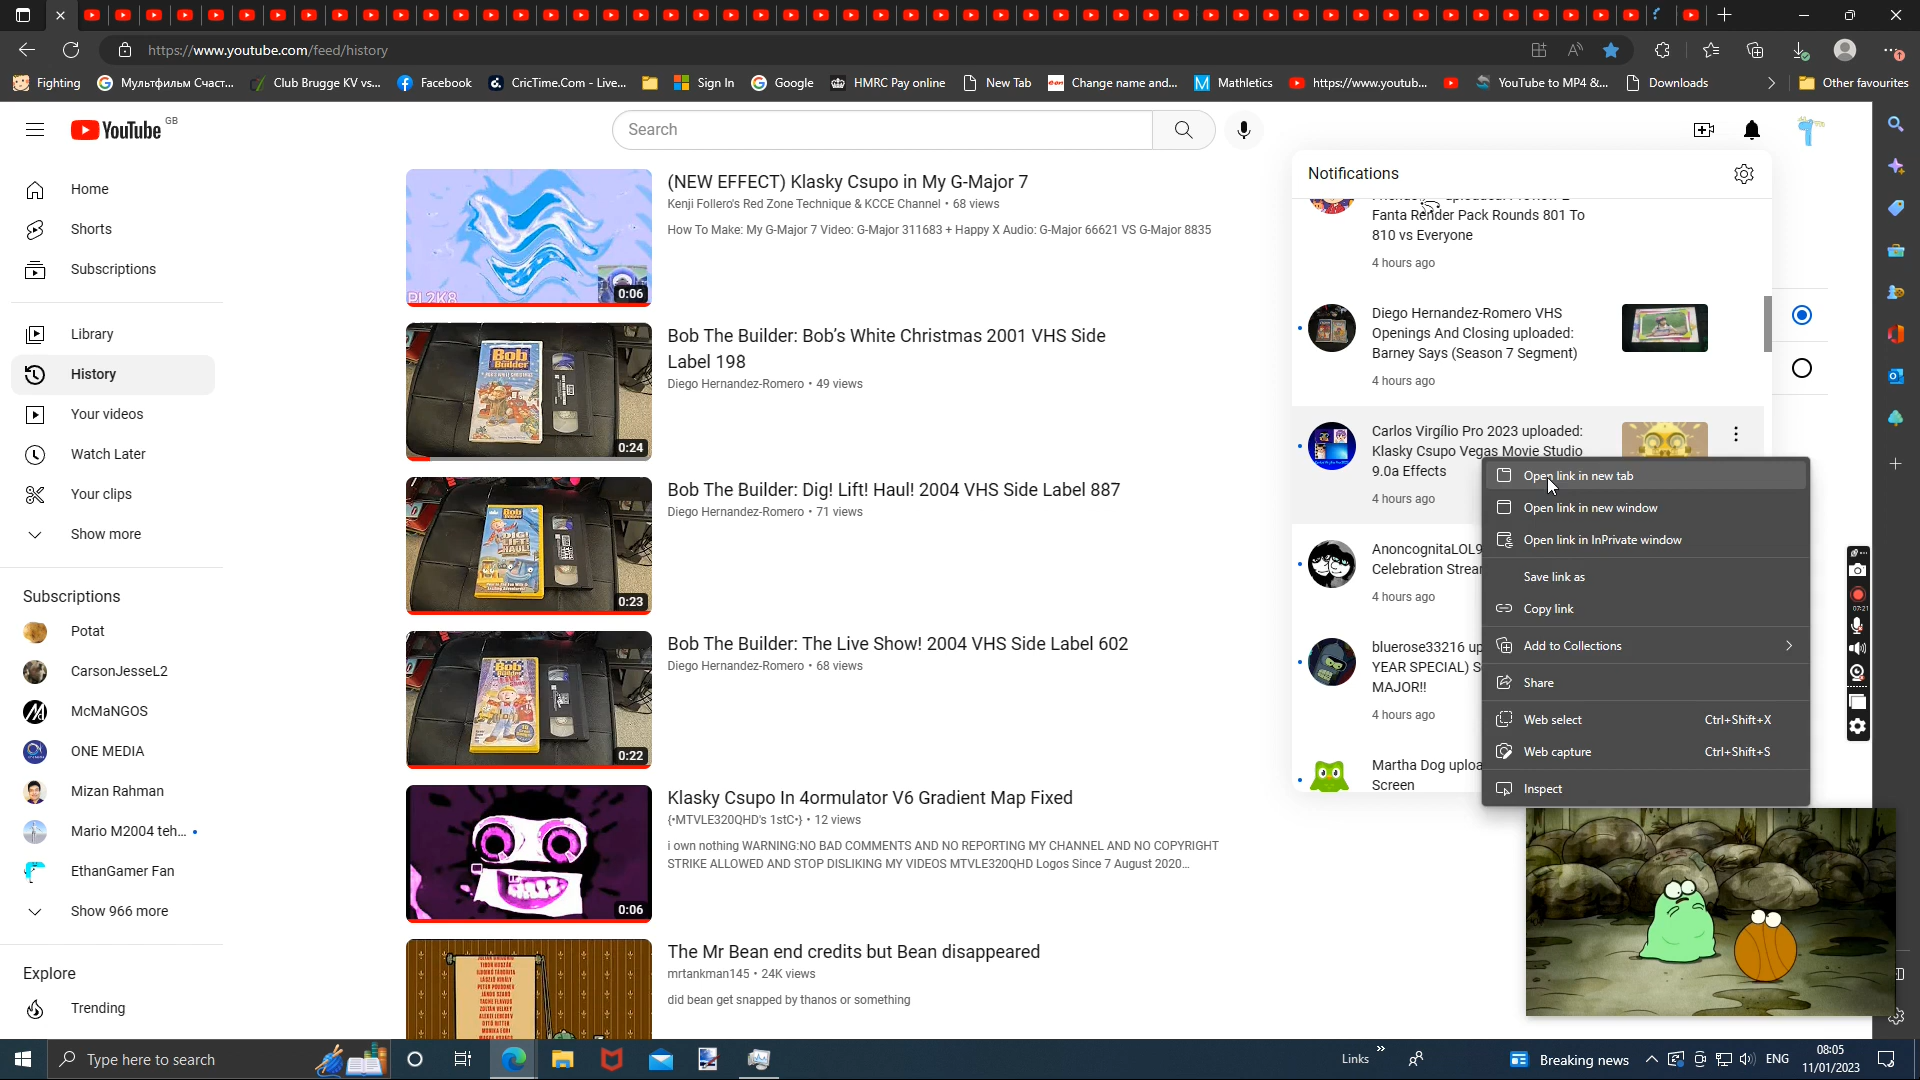 https://www.youtube.com/feed/history
Fighting
Мультфильм Счаст...
Club Brugge KV vs...
Facebook
CricTime.Com - Live...
Sign In
Google
HMRC Pay online
New Tab
Change name and...
Mathletics
https://www.youtub...
YouTube to MP4 &...
Downloads
Other favourites
YouTube GB
Search
Home
Shorts
Subscriptions
Library
History
Your videos
Watch Later
Your clips
Show more
Subscriptions
Potat
CarsonJesseL2
McMaNGOS
ONE MEDIA
Mizan Rahman
Mario M2004 teh...
EthanGamer Fan
Show 966 more
Explore
Trending
PL2K8
0:06
(NEW EFFECT) Klasky Csupo in My G-Major 7
Kenji Follero's Red Zone Technique & KCCE Channel • 68 views
How To Make: My G-Major 7 Video: G-Major 311683 + Happy X Audio: G-Major 66621 VS G-Major 8835
0:24
Bob The Builder: Bob's White Christmas 2001 VHS Side
Label 198
Diego Hernandez-Romero • 49 views
0:23
Bob The Builder: Dig! Lift! Haul! 2004 VHS Side Label 887
Diego Hernandez-Romero • 71 views
0:22
Bob The Builder: The Live Show! 2004 VHS Side Label 602
Diego Hernandez-Romero • 68 views
0:06
Klasky Csupo In 4ormulator V6 Gradient Map Fixed
{•MTVLE320QHD's 1stC•} • 12 views
i own nothing WARNING:NO BAD COMMENTS AND NO REPORTING MY CHANNEL AND NO COPYRIGHT
STRIKE ALLOWED AND STOP DISLIKING MY VIDEOS MTVLE320QHD Logos Since 7 August 2020...
The Mr Bean end credits but Bean disappeared
mrtankman145 • 24K views
did bean get snapped by thanos or something
Notifications
Fanta Render Pack Rounds 801 To
810 vs Everyone
4 hours ago
Diego Hernandez-Romero VHS
Openings And Closing uploaded:
Barney Says (Season 7 Segment)
4 hours ago
Carlos Virgílio Pro 2023 uploaded:
Klasky Csupo Vegas Movie Studio
9.0a Effects
4 hours ago
AnoncognitaLOL9
Celebration Strea
4 hours ago
bluerose33216 up
YEAR SPECIAL) S
MAJOR!!
4 hours ago
Martha Dog uploa
Screen
Open link in new tab
Open link in new window
Open link in InPrivate window
Save link as
Copy link
Add to Collections
Share
Web select Ctrl+Shift+X
Web capture Ctrl+Shift+S
Inspect
07:21
Type here to search
Links
Breaking news
ENG
08:05
11/01/2023